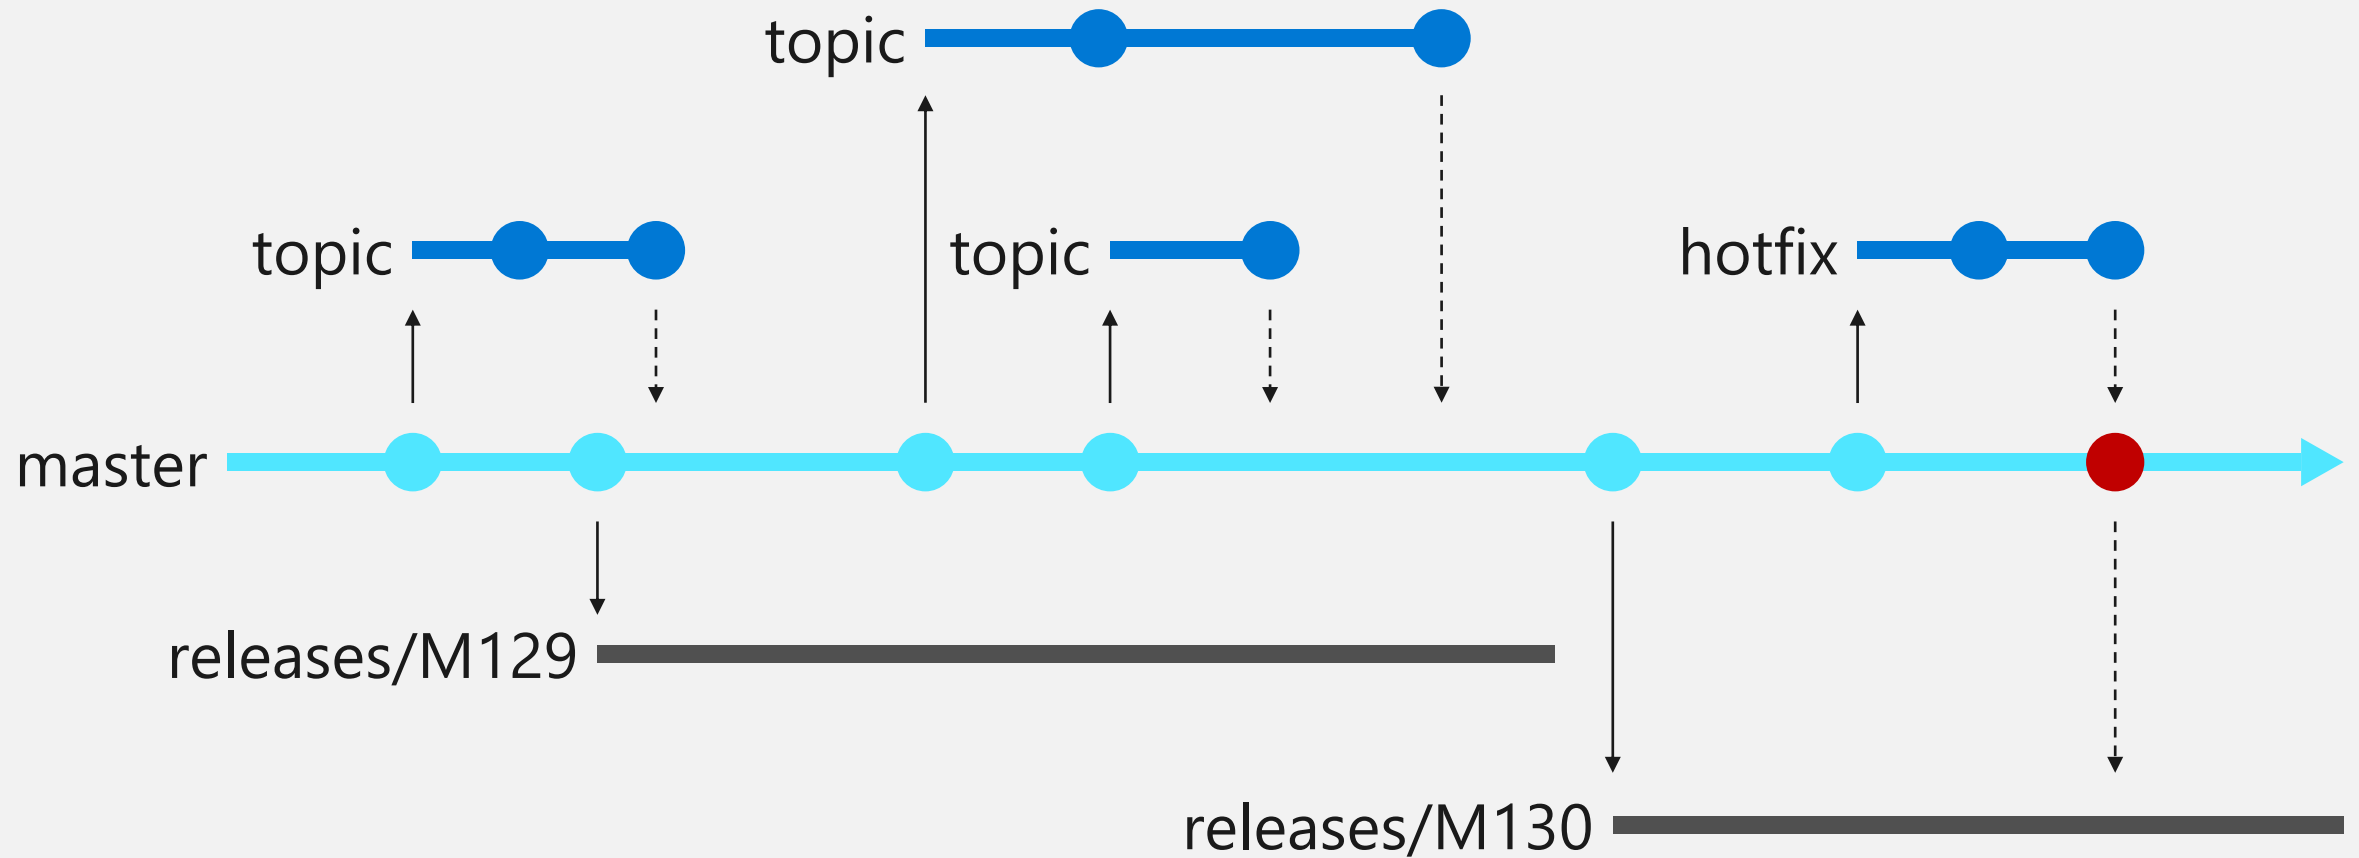 topic
topic
topic
hotfix
master
releases/M129
releases/M130